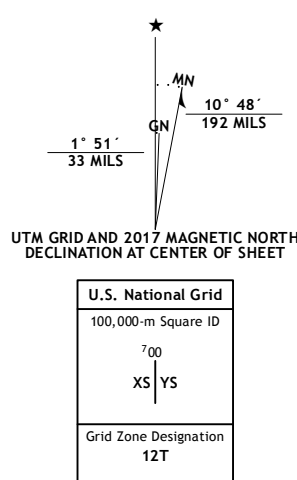 ★
MN
GN
10° 48´
192 MILS
1° 51´
33 MILS
UTM GRID AND 2017 MAGNETIC NORTH
DECLINATION AT CENTER OF SHEET
U.S. National Grid
100,000-m Square ID
⁷00
XS YS
Grid Zone Designation
12T